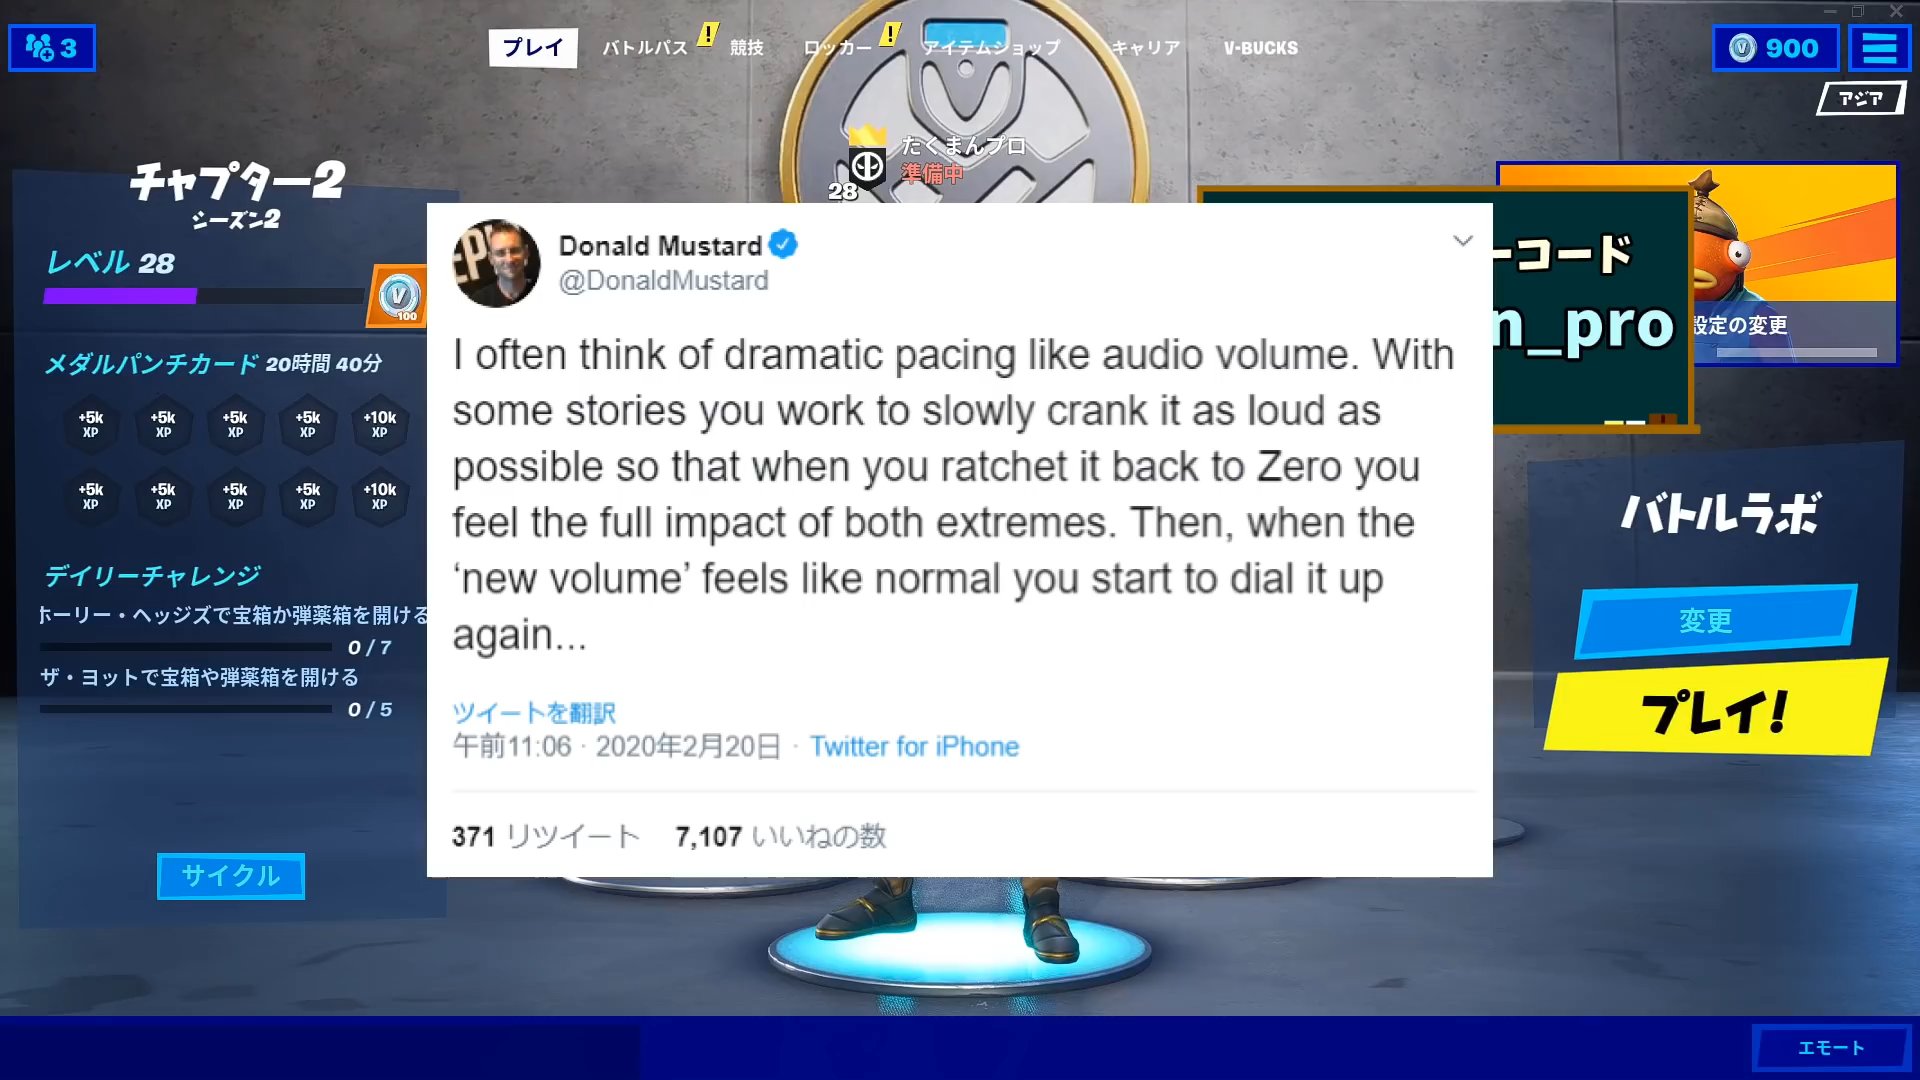 3
プレイ
バトルパス
競技
ロッカー
アイテムショップ
キャリア
V-BUCKS
900
アジア
たくまんプロ
準備中
28
チャプター2
シーズン2
レベル 28
100
メダルパンチカード 20時間 40分
+5k XP
+5k XP
+5k XP
+5k XP
+10k XP
+5k XP
+5k XP
+5k XP
+5k XP
+10k XP
デイリーチャレンジ
ホーリー・ヘッジズで宝箱か弾薬箱を開ける
0 / 7
ザ・ヨットで宝箱や弾薬箱を開ける
0 / 5
サイクル
Donald Mustard
@DonaldMustard
I often think of dramatic pacing like audio volume. With
some stories you work to slowly crank it as loud as
possible so that when you ratchet it back to Zero you
feel the full impact of both extremes. Then, when the
‘new volume’ feels like normal you start to dial it up
again...
ツイートを翻訳
午前11:06 · 2020年2月20日 · Twitter for iPhone
371 リツイート 7,107 いいねの数
ーコード
n_pro
設定の変更
バトルラボ
変更
プレイ!
エモート